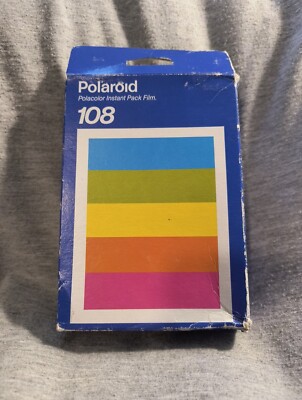 Polaroid
Polacolor Instant Pack Film.
108